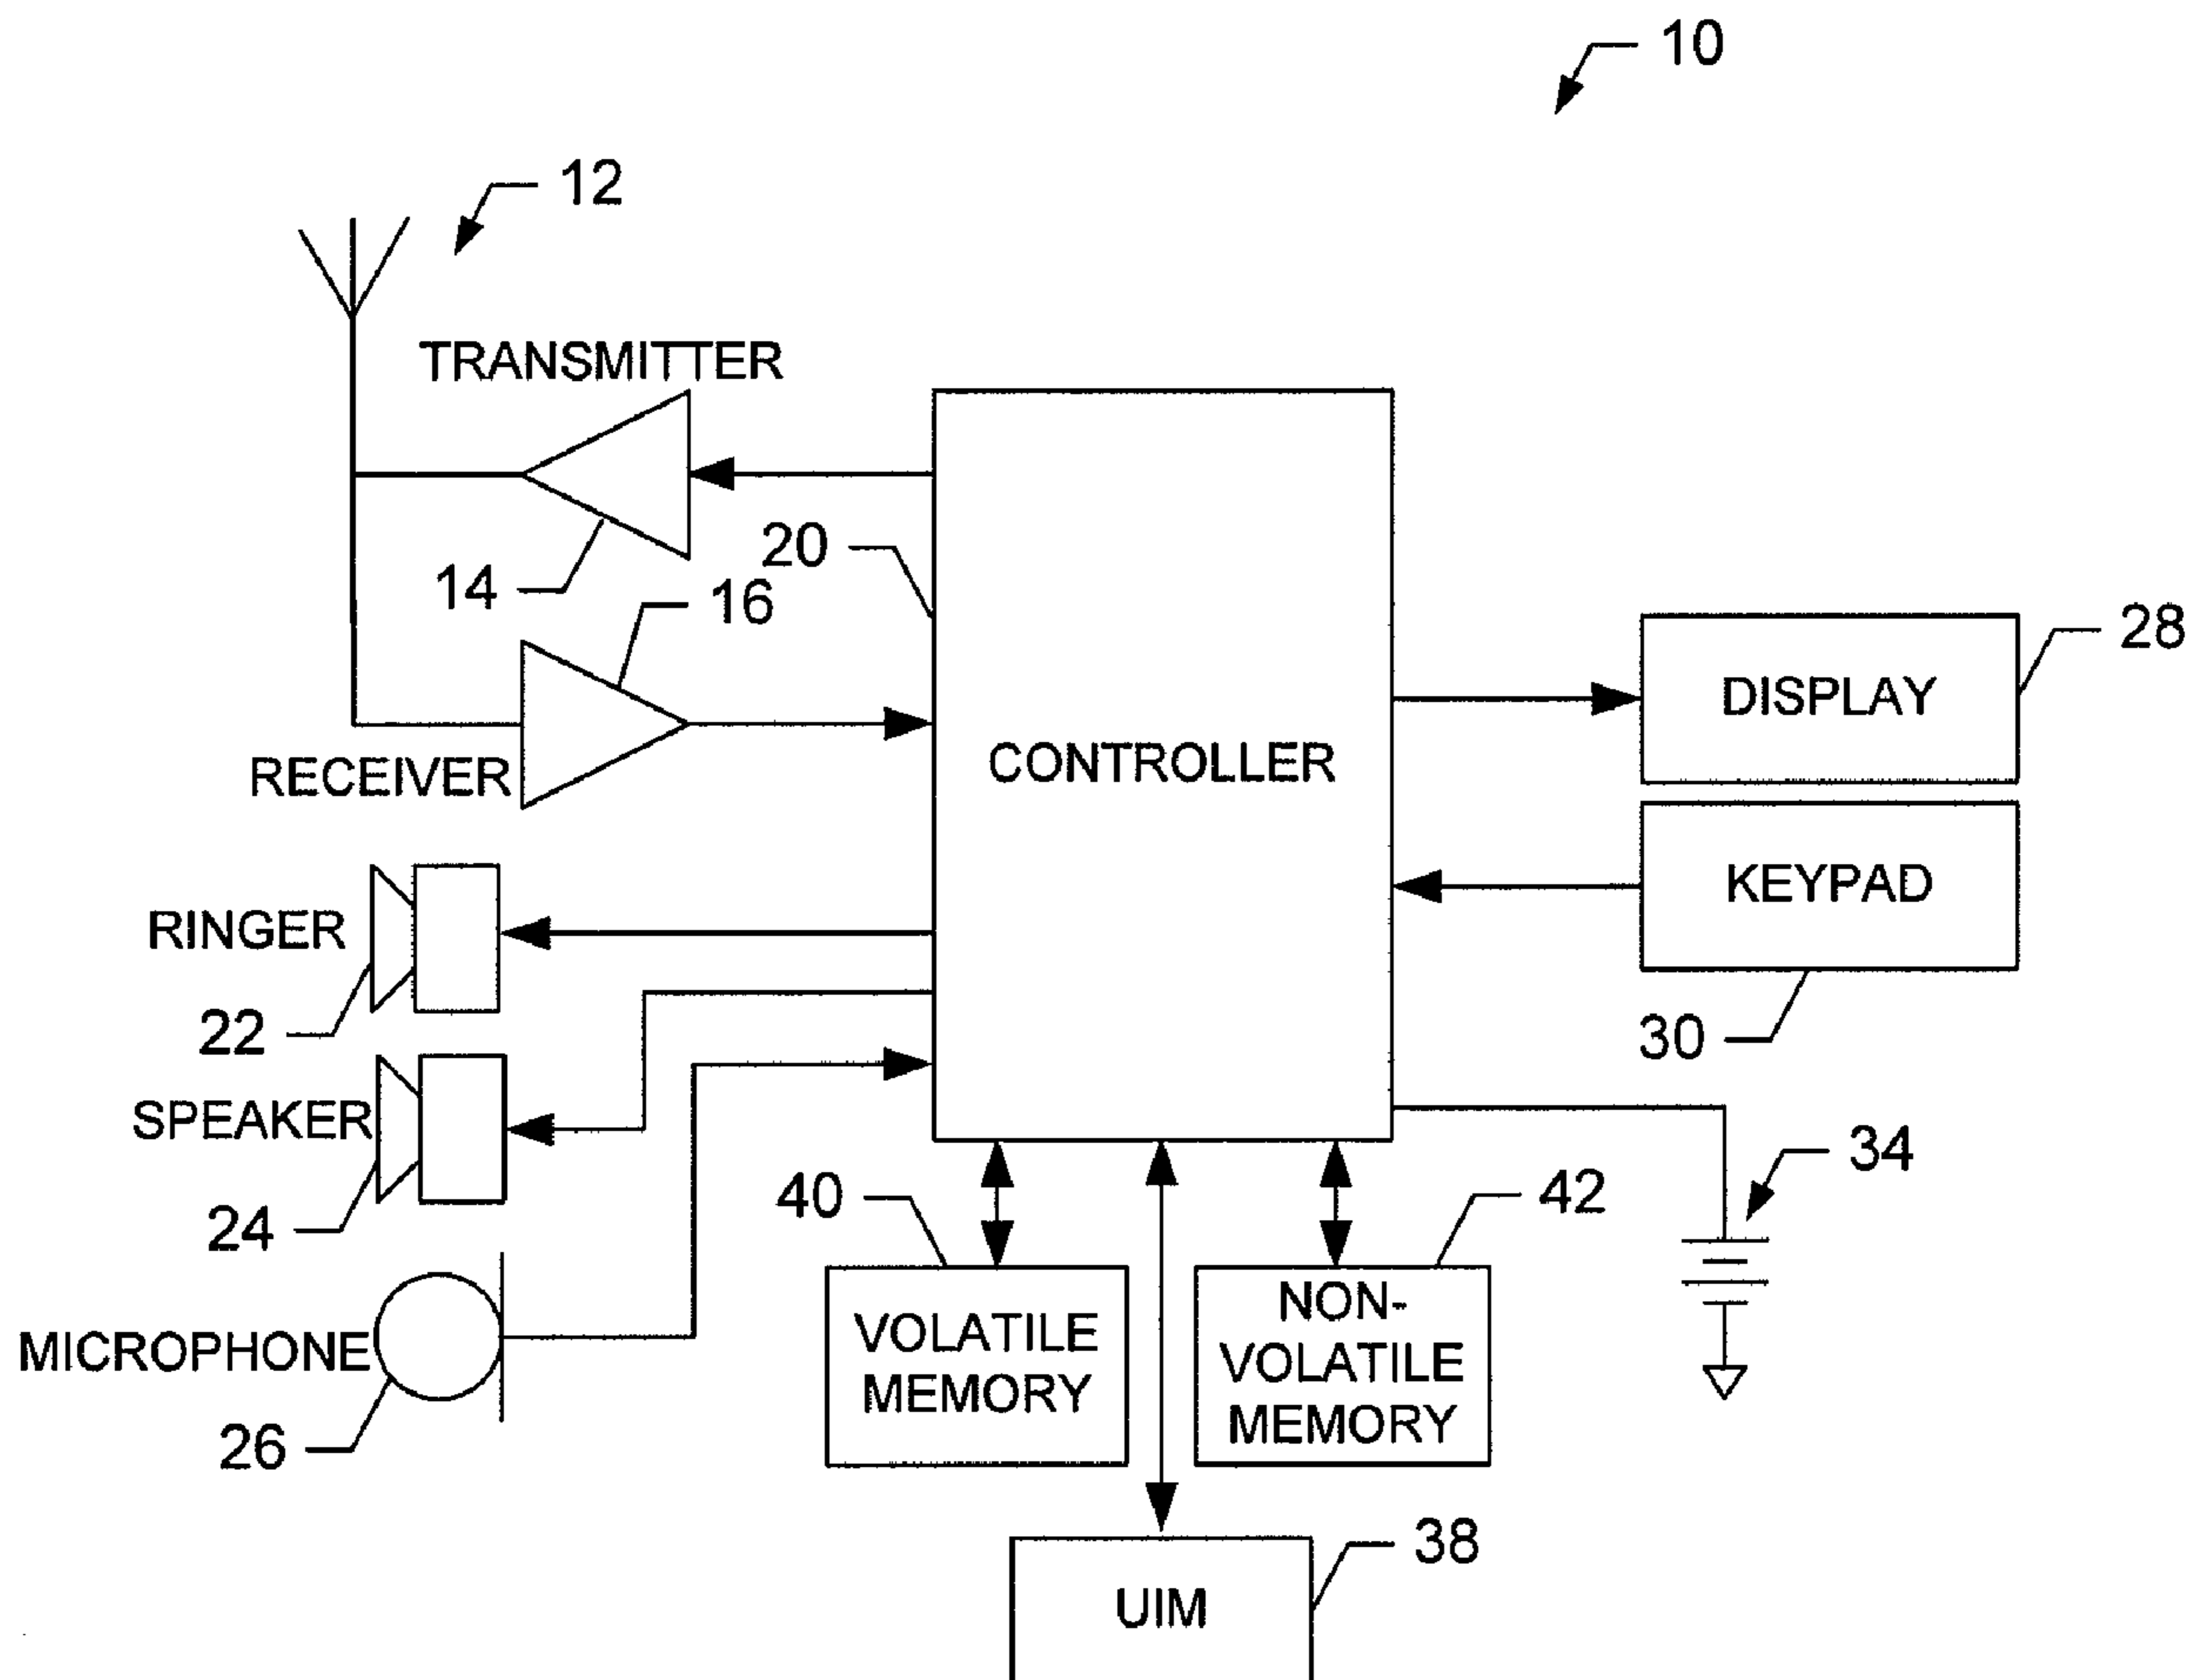 10
12
TRANSMITTER
14
20
16
RECEIVER
CONTROLLER
DISPLAY
28
KEYPAD
30
RINGER
22
SPEAKER
24
MICROPHONE
26
40
VOLATILE
MEMORY
42
NON-
VOLATILE
MEMORY
34
UIM
38